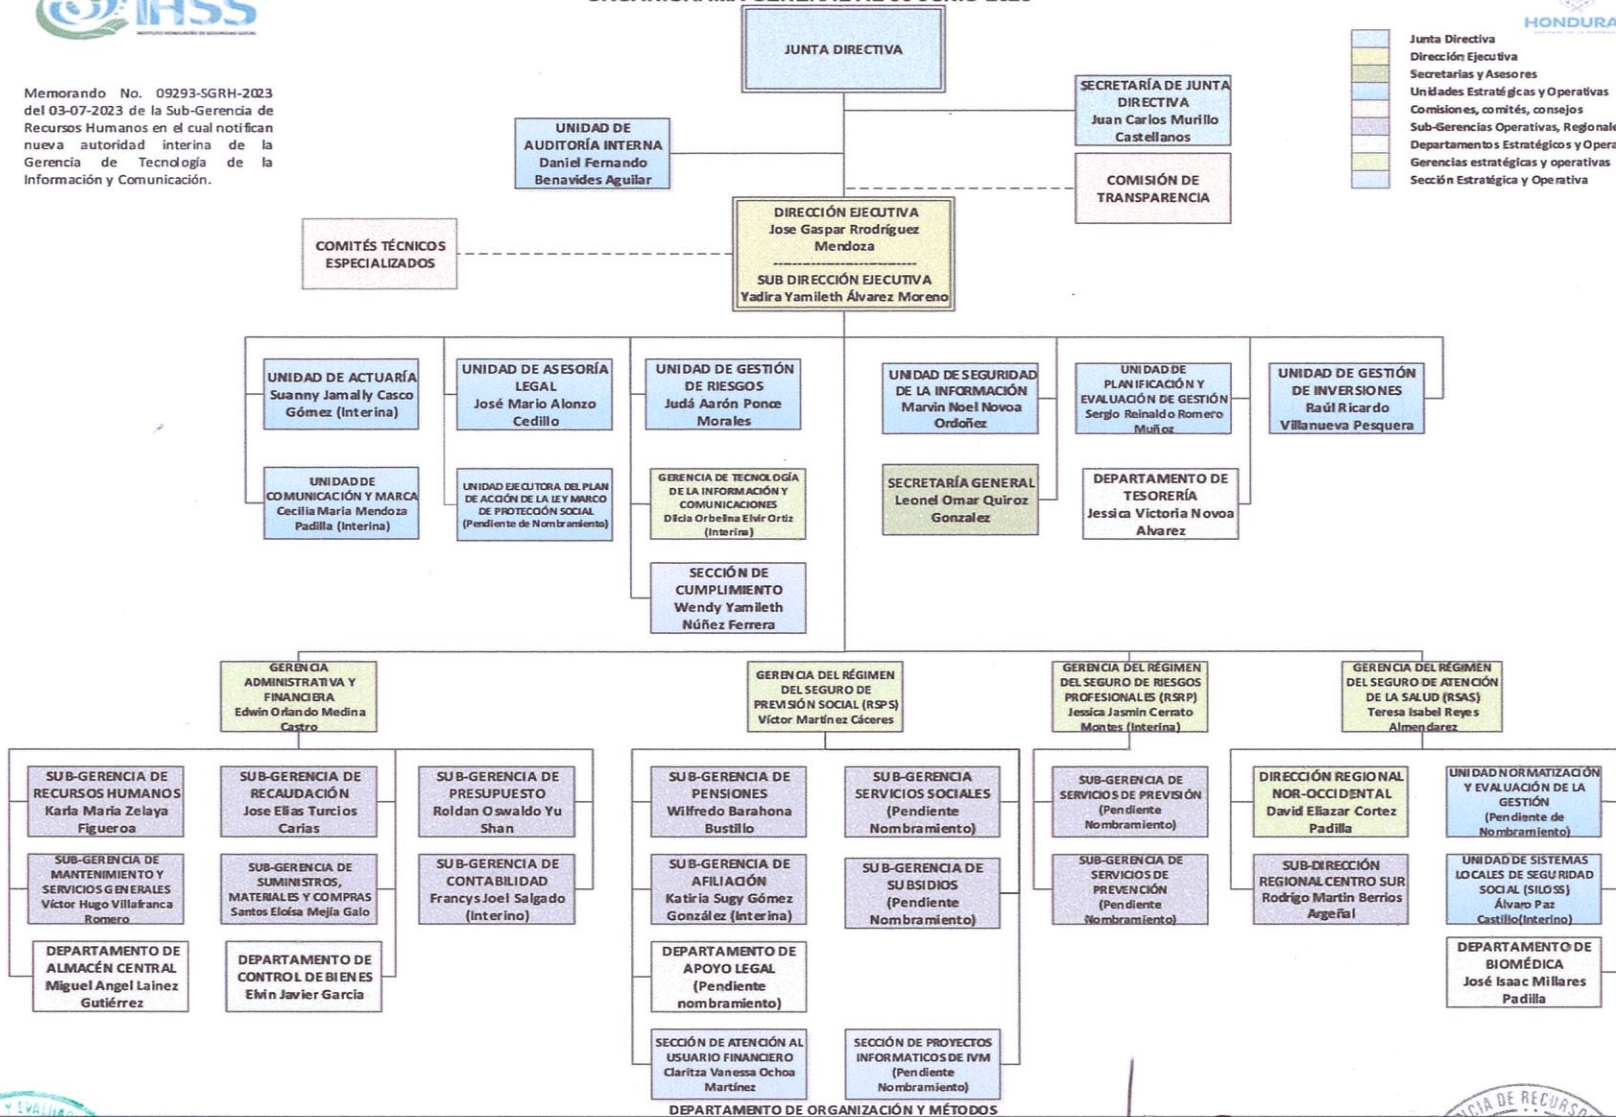 IHSS
INSTITUTO HONDUREÑO DE SEGURIDAD SOCIAL
HONDURA
Memorando No. 09293-SGRH-2023
del 03-07-2023 de la Sub-Gerencia de
Recursos Humanos en el cual notifican
nueva autoridad interina de la
Gerencia de Tecnología de la
Información y Comunicación.
Junta Directiva
Dirección Ejecutiva
Secretarias y Asesores
Unidades Estratégicas y Operativas
Comisiones, comités, consejos
Sub-Gerencias Operativas, Regionale
Departamentos Estratégicos y Opera
Gerencias estratégicas y operativas
Sección Estratégica y Operativa
JUNTA DIRECTIVA
SECRETARÍA DE JUNTA
DIRECTIVA
Juan Carlos Murillo
Castellanos
UNIDAD DE
AUDITORÍA INTERNA
Daniel Fernando
Benavides Aguilar
COMISIÓN DE
TRANSPARENCIA
DIRECCIÓN EJECUTIVA
Jose Gaspar Rrodríguez
Mendoza
SUB DIRECCIÓN EJECUTIVA
Yadira Yamileth Álvarez Moreno
COMITÉS TÉCNICOS
ESPECIALIZADOS
UNIDAD DE ACTUARÍA
Suanny Jamally Casco
Gómez (Interina)
UNIDAD DE ASESORÍA
LEGAL
José Mario Alonzo
Cedillo
UNIDAD DE GESTIÓN
DE RIESGOS
Judá Aarón Ponce
Morales
UNIDAD DE SEGURIDAD
DE LA INFORMACIÓN
Marvin Noel Novoa
Ordoñez
UNIDAD DE
PLANIFICACIÓN Y
EVALUACIÓN DE GESTIÓN
Sergio Reinaldo Romero
Muñoz
UNIDAD DE GESTIÓN
DE INVERSIONES
Raúl Ricardo
Villanueva Pesquera
UNIDAD DE
COMUNICACIÓN Y MARCA
Cecilia Maria Mendoza
Padilla (Interina)
UNIDAD EJECUTORA DEL PLAN
DE ACCIÓN DE LA LEY MARCO
DE PROTECCIÓN SOCIAL
(Pendiente de Nombramiento)
GERENCIA DE TECNOLOGÍA
DE LA INFORMACIÓN Y
COMUNICACIONES
Dilcia Orbelina Elvir Ortiz
(Interina)
SECRETARÍA GENERAL
Leonel Omar Quiroz
Gonzalez
DEPARTAMENTO DE
TESORERÍA
Jessica Victoria Novoa
Alvarez
SECCIÓN DE
CUMPLIMIENTO
Wendy Yamileth
Núñez Ferrera
GERENCIA
ADMINISTRATIVA Y
FINANCIERA
Edwin Orlando Medina
Castro
GERENCIA DEL RÉGIMEN
DEL SEGURO DE
PREVISIÓN SOCIAL (RSPS)
Víctor Martínez Cáceres
GERENCIA DEL RÉGIMEN
DEL SEGURO DE RIESGOS
PROFESIONALES (RSRP)
Jessica Jasmin Cerrato
Montes (Interina)
GERENCIA DEL RÉGIMEN
DEL SEGURO DE ATENCIÓN
DE LA SALUD (RSAS)
Teresa Isabel Reyes
Almendarez
SUB-GERENCIA DE
RECURSOS HUMANOS
Karla Maria Zelaya
Figueroa
SUB-GERENCIA DE
RECAUDACIÓN
Jose Elias Turcios
Carias
SUB-GERENCIA DE
PRESUPUESTO
Roldan Oswaldo Yu
Shan
SUB-GERENCIA DE
PENSIONES
Wilfredo Barahona
Bustillo
SUB-GERENCIA
SERVICIOS SOCIALES
(Pendiente
Nombramiento)
SUB-GERENCIA DE
SERVICIOS DE PREVISIÓN
(Pendiente
Nombramiento)
DIRECCIÓN REGIONAL
NOR-OCCIDENTAL
David Eliazar Cortez
Padilla
UNIDAD NORMATIZACIÓN
Y EVALUACIÓN DE LA
GESTIÓN
(Pendiente de
Nombramiento)
SUB-GERENCIA DE
MANTENIMIENTO Y
SERVICIOS GENERALES
Víctor Hugo Villafranca
Romero
SUB-GERENCIA DE
SUMINISTROS,
MATERIALES Y COMPRAS
Santos Eloísa Mejía Galo
SUB-GERENCIA DE
CONTABILIDAD
Francys Joel Salgado
(Interino)
SUB-GERENCIA DE
AFILIACIÓN
Katiria Sugy Gómez
González (Interina)
SUB-GERENCIA DE
SUBSIDIOS
(Pendiente
Nombramiento)
SUB-GERENCIA DE
SERVICIOS DE
PREVENCIÓN
(Pendiente
Nombramiento)
SUB-DIRECCIÓN
REGIONAL CENTRO SUR
Rodrigo Martin Berrios
Argeñal
UNIDAD DE SISTEMAS
LOCALES DE SEGURIDAD
SOCIAL (SILOSS)
Álvaro Paz
Castillo(Interino)
DEPARTAMENTO DE
ALMACÉN CENTRAL
Miguel Angel Lainez
Gutiérrez
DEPARTAMENTO DE
CONTROL DE BIENES
Elvin Javier Garcia
DEPARTAMENTO DE
APOYO LEGAL
(Pendiente
nombramiento)
DEPARTAMENTO DE
BIOMÉDICA
José Isaac Millares
Padilla
SECCIÓN DE ATENCIÓN AL
USUARIO FINANCIERO
Claritza Vanessa Ochoa
Martínez
SECCIÓN DE PROYECTOS
INFORMATICOS DE IVM
(Pendiente
Nombramiento)
DEPARTAMENTO DE ORGANIZACIÓN Y MÉTODOS